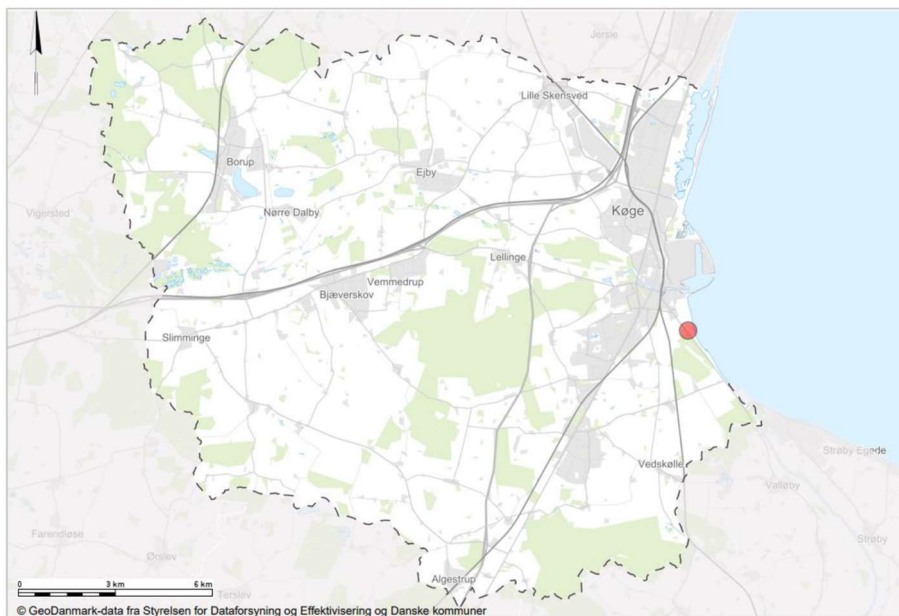 Jersie
Lille Skensved
Borup
Ejby
Vigersted
Nørre Dalby
Køge
Lellinge
Vemmedrup
Bjæverskov
Slimminge
Strøby Egede
Vedskølle
Valløby
Farendløse
Strøby
Ørslev
Algestrup
0 3 km 6 km
Terslev
© GeoDanmark-data fra Styrelsen for Dataforsyning og Effektivisering og Danske kommuner